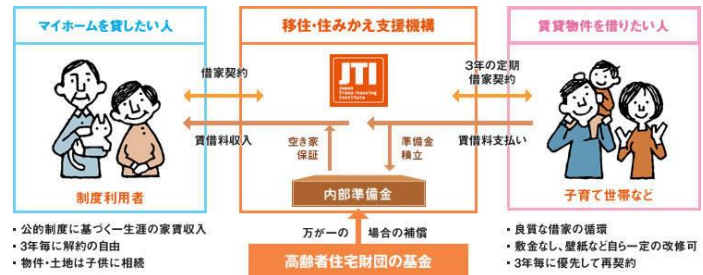 マイホームを貸したい人
移住・住みかえ支援機構
賃貸物件を借りたい人
JTI
Japan
Trans-housing
Institute
借家契約
3年の定期
借家契約
賃借料収入
空き家
保証
準備金
積立
賃借料支払い
内部準備金
制度利用者
子育て世帯など
・公的制度に基づく一生涯の家賃収入
・3年毎に解約の自由
・物件・土地は子供に相続
万が一の 場合の補償
高齢者住宅財団の基金
・良質な借家の循環
・敷金なし、壁紙など自ら一定の改修可
・3年毎に優先して再契約